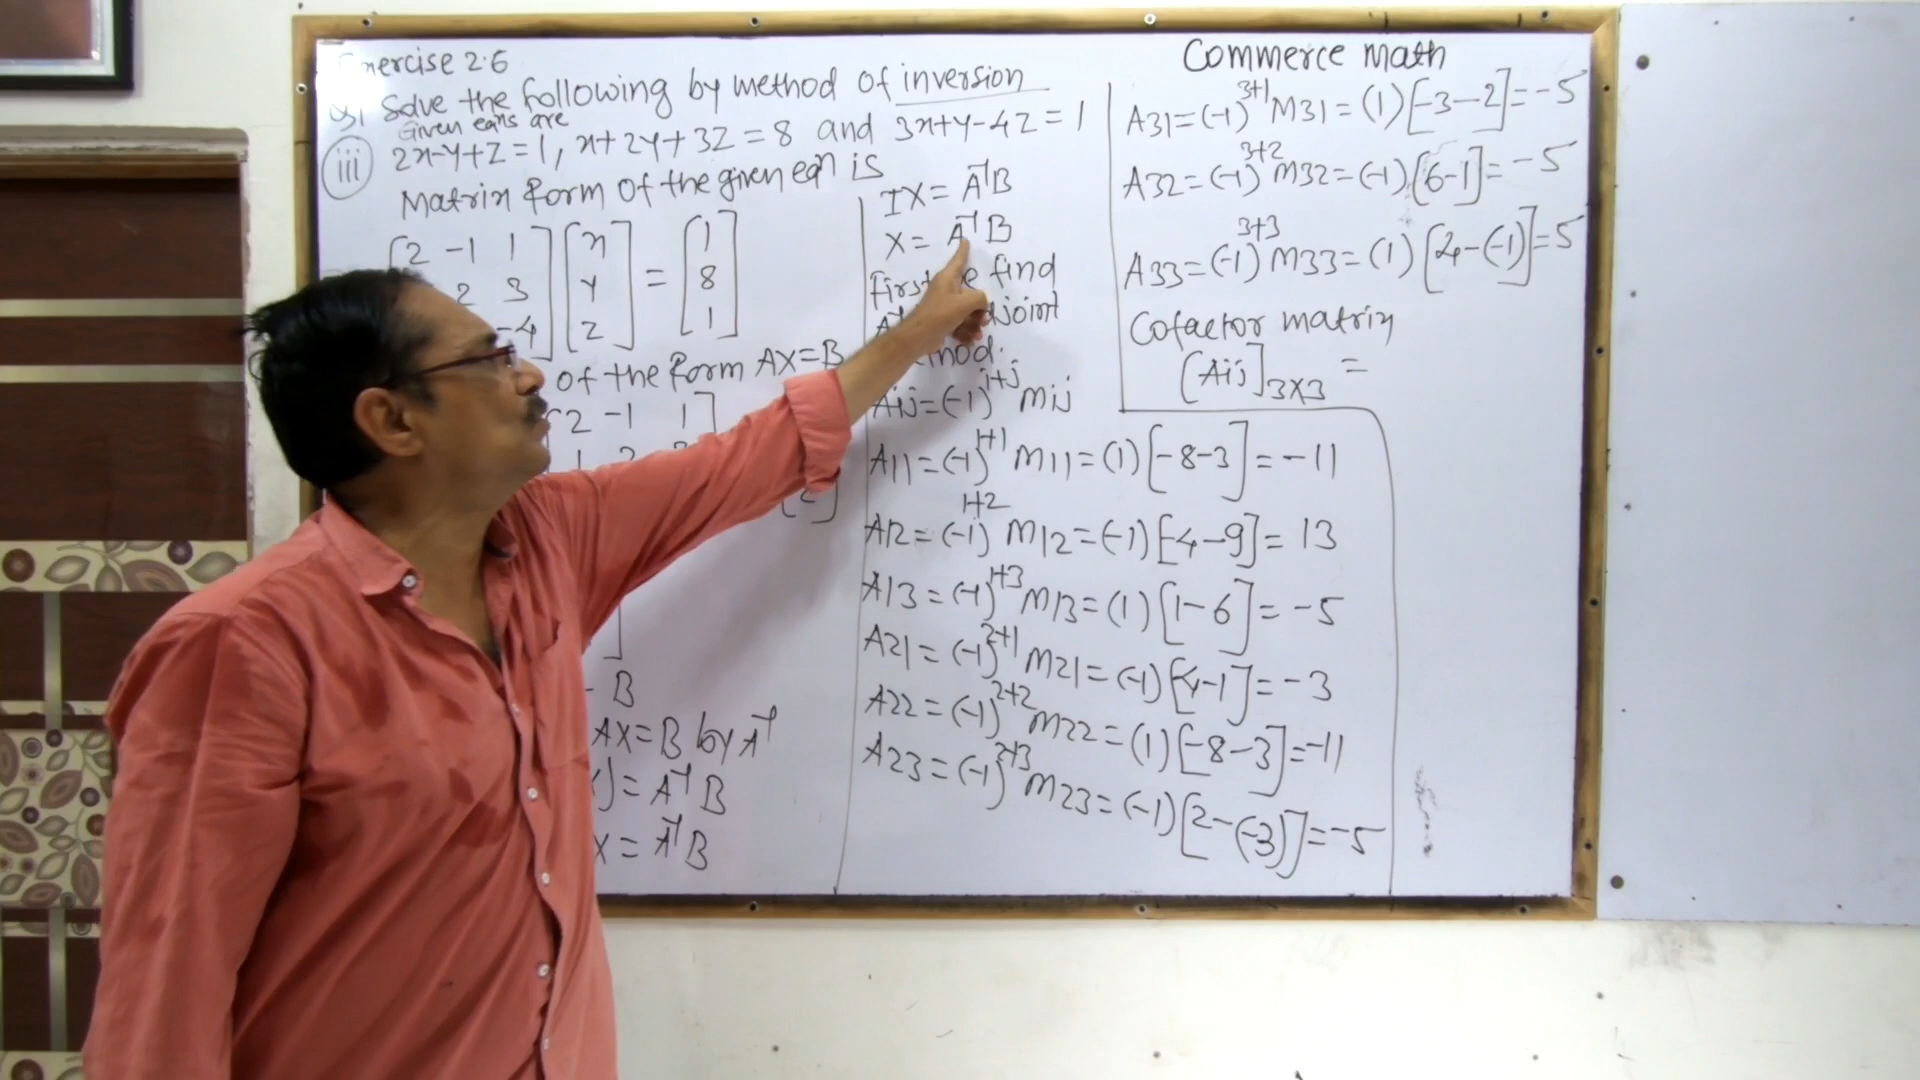 Exercise 2.6
Q1 Solve the following by method of inversion
Given eqns are
iii 2x-y+z=1, x+2y+3z=8 and 3x+y-4z=1
Matrix form of the given eqn is
[2 -1 1] [x] [1]
2 3 [y] = [8]
-4] [z] [1]
of the form AX=B
[2 -1 1]
1 2
B
AX=B by A⁻¹
= A⁻¹B
X = A⁻¹B
IX = A⁻¹B
X = A⁻¹B
first find
adjoint
Aij=(-1)^i+j Mij
A11=(-1)^1+1 M11=(1)[-8-3]=-11
A12=(-1)^1+2 M12=(-1)[-4-9]=13
A13=(-1)^1+3 M13=(1)[1-6]=-5
A21=(-1)^2+1 M21=(-1)[4-1]=-3
A22=(-1)^2+2 M22=(1)[-8-3]=-11
A23=(-1)^2+3 M23=(-1)[2-(-3)]=-5
Commerce math
A31=(-1)^3+1 M31=(1)[-3-2]=-5
A32=(-1)^3+2 M32=(-1)[6-1]=-5
A33=(-1)^3+3 M33=(1)[4-(-1)]=5
Cofactor matrix
[Aij]3x3 =